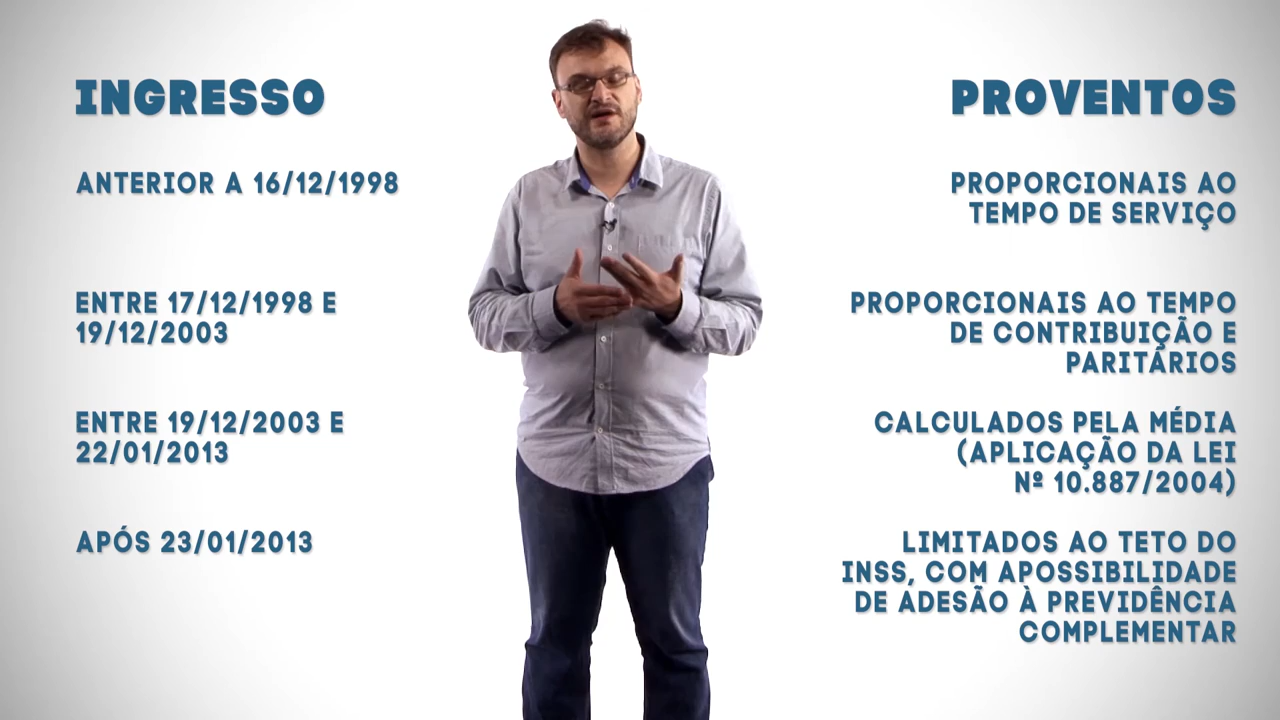 INGRESSO
PROVENTOS
ANTERIOR A 16/12/1998
PROPORCIONAIS AO
TEMPO DE SERVIÇO
ENTRE 17/12/1998 E
19/12/2003
PROPORCIONAIS AO TEMPO
DE CONTRIBUIÇÃO E
PARITÁRIOS
ENTRE 19/12/2003 E
22/01/2013
CALCULADOS PELA MÉDIA
(APLICAÇÃO DA LEI
Nº 10.887/2004)
APÓS 23/01/2013
LIMITADOS AO TETO DO
INSS, COM APOSSIBILIDADE
DE ADESÃO À PREVIDÊNCIA
COMPLEMENTAR